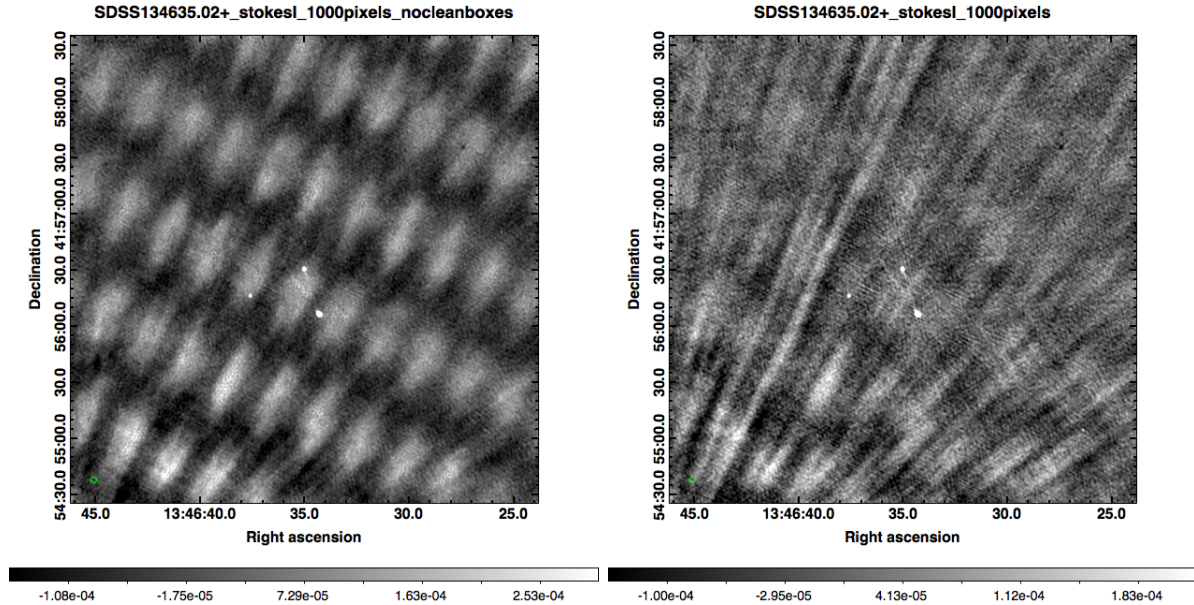 SDSS134635.02+_stokesI_1000pixels_nocleanboxes
30.0
58:00.0
30.0
41:57:00.0
30.0
56:00.0
30.0
55:00.0
54:30.0
Declination
45.0 13:46:40 35.0 30.0 25.0
Right ascension
-1.08e-04 -1.75e-05 7.29e-05 1.63e-04 2.53e-04
SDSS134635.02+_stokesI_1000pixels
30.0
58:00.0
30.0
41:57:00.0
30.0
56:00.0
30.0
55:00.0
54:30.0
Declination
45.0 13:46:40 35.0 30.0 25.0
Right ascension
-1.00e-04 -2.95e-05 4.13e-05 1.12e-04 1.83e-04